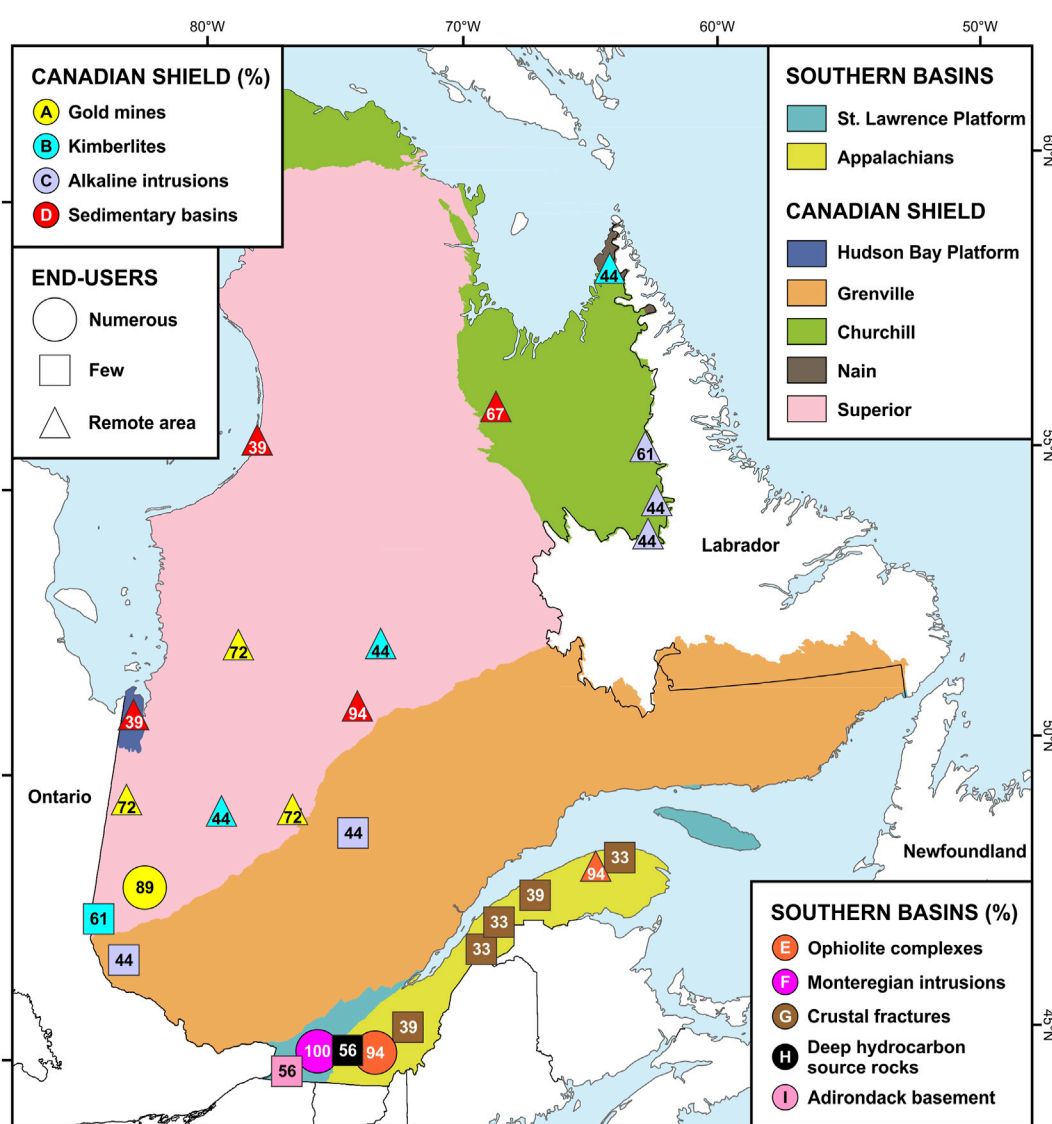 80°W
70°W
60°W
50°W
CANADIAN SHIELD (%)
A Gold mines
B Kimberlites
C Alkaline intrusions
D Sedimentary basins
END-USERS
Numerous
Few
Remote area
SOUTHERN BASINS
St. Lawrence Platform
Appalachians
CANADIAN SHIELD
Hudson Bay Platform
Grenville
Churchill
Nain
Superior
60°N
55°N
50°N
45°N
44
67
39
61
44
44
Labrador
72
44
39
94
Ontario
72
44
72
44
Newfoundland
33
94
89
39
61
33
33
44
39
100
56
94
56
SOUTHERN BASINS (%)
E Ophiolite complexes
F Monteregian intrusions
G Crustal fractures
H Deep hydrocarbon
source rocks
I Adirondack basement